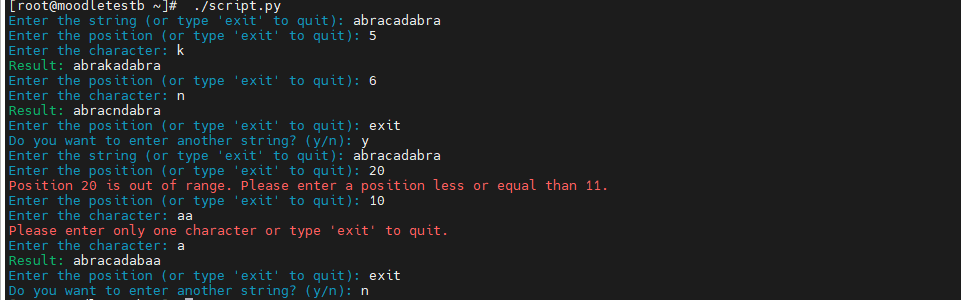 [root@moodletestb ~]#  ./script.py
Enter the string (or type 'exit' to quit): abracadabra
Enter the position (or type 'exit' to quit): 5
Enter the character: k
Result: abrakadabra
Enter the position (or type 'exit' to quit): 6
Enter the character: n
Result: abracndabra
Enter the position (or type 'exit' to quit): exit
Do you want to enter another string? (y/n): y
Enter the string (or type 'exit' to quit): abracadabra
Enter the position (or type 'exit' to quit): 20
Position 20 is out of range. Please enter a position less or equal than 11.
Enter the position (or type 'exit' to quit): 10
Enter the character: aa
Please enter only one character or type 'exit' to quit.
Enter the character: a
Result: abracadabaa
Enter the position (or type 'exit' to quit): exit
Do you want to enter another string? (y/n): n